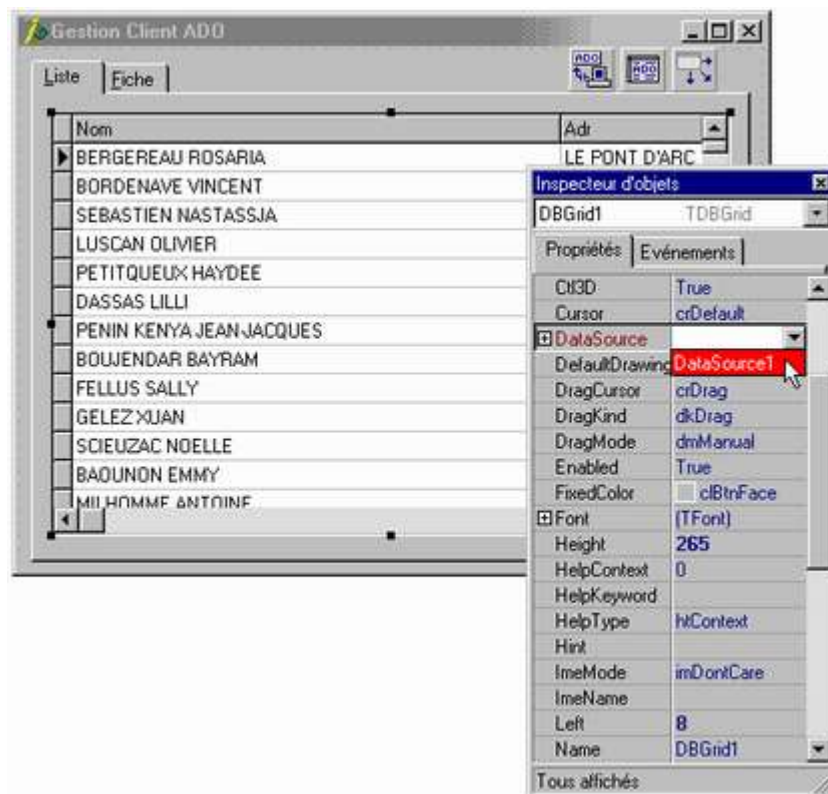 Gestion Client ADO
Liste Fiche
ADO ADO
Nom Adr
BERGEREAU ROSARIA LE PONT D'ARC
BORDENAVE VINCENT
SEBASTIEN NASTASSJA
LUSCAN OLIVIER
PETITQUEUX HAYDEE
DASSAS LILLI
PENIN KENYA JEAN-JACQUES
BOUJENDAR BAYRAM
FELLUS SALLY
GELEZ XUAN
SCIEUZAC NOELLE
BAOUNON EMMY
MILHOMME ANTOINE
Inspecteur d'objets
DBGrid1 TDBGrid
Propriétés Evénements
Ctl3D True
Cursor crDefault
DataSource
DefaultDrawing DataSource1
DragCursor crDrag
DragKind dkDrag
DragMode dmManual
Enabled True
FixedColor clBtnFace
Font (TFont)
Height 265
HelpContext 0
HelpKeyword
HelpType htContext
Hint
ImeMode imDontCare
ImeName
Left 8
Name DBGrid1
Tous affichés